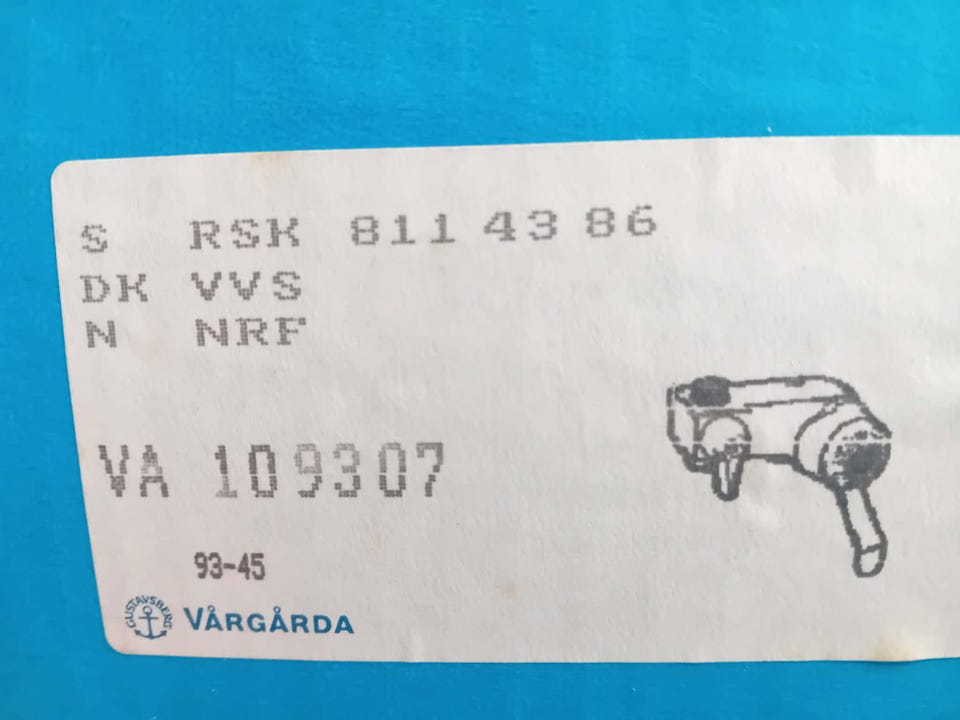 S RSK 811 43 86
DK VVS
N NRF
VA 109307
93-45
GUSTAVSBERG VÅRGÅRDA